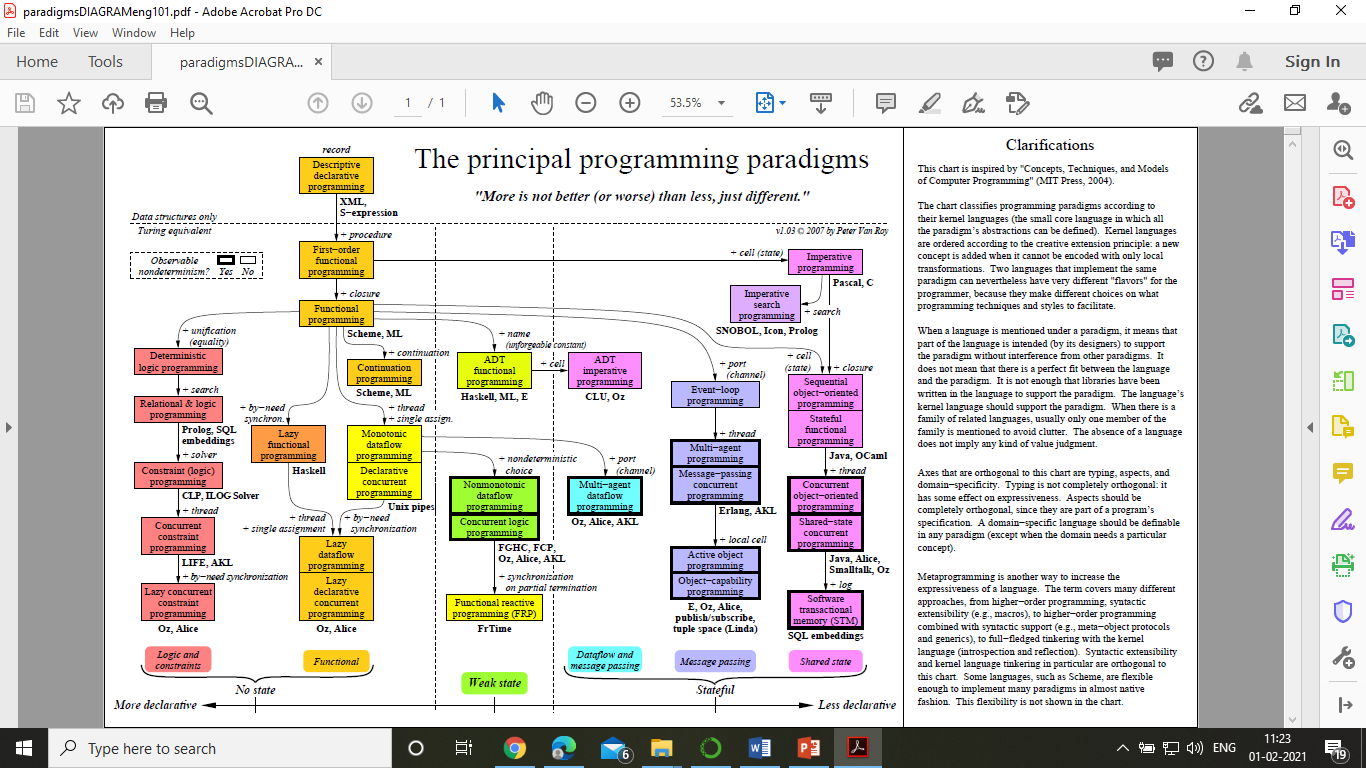 paradigmsDIAGRAMeng101.pdf - Adobe Acrobat Pro DC
File Edit View Window Help
Home Tools paradigmsDIAGRA... × Sign In
1 / 1 53.5%
The principal programming paradigms
"More is not better (or worse) than less, just different."
v1.03 © 2007 by Peter Van Roy
record
Descriptive
declarative
programming
XML,
S−expression
Data structures only
Turing equivalent
+ procedure
Observable
nondeterminism? Yes No
First−order
functional
programming
+ cell (state)
Imperative
programming
Pascal, C
Imperative
search
programming
+ search
SNOBOL, Icon, Prolog
+ closure
Functional
programming
Scheme, ML
+ unification
(equality)
Deterministic
logic programming
+ search
Relational & logic
programming
Prolog, SQL
embeddings
+ solver
Constraint (logic)
programming
CLP, ILOG Solver
+ thread
Concurrent
constraint
programming
LIFE, AKL
+ by−need synchronization
Lazy concurrent
constraint
programming
Oz, Alice
+ continuation
Continuation
programming
Scheme, ML
+ by−need
synchron.
Lazy
functional
programming
Haskell
+ thread
+ single assignment
+ thread
+ single assign.
Monotonic
dataflow
programming
Declarative
concurrent
programming
Unix pipes
+ by−need
synchronization
Lazy
dataflow
programming
Lazy
declarative
concurrent
programming
Oz, Alice
+ name
(unforgeable constant)
ADT
functional
programming
Haskell, ML, E
+ cell
ADT
imperative
programming
CLU, Oz
+ nondeterministic
choice
Nonmonotonic
dataflow
programming
Concurrent logic
programming
FGHC, FCP,
Oz, Alice, AKL
+ synchronization
on partial termination
Functional reactive
programming (FRP)
FrTime
+ port
(channel)
Multi−agent
dataflow
programming
Oz, Alice, AKL
+ port
(channel)
Event−loop
programming
+ thread
Multi−agent
programming
Message−passing
concurrent
programming
Erlang, AKL
+ local cell
Active object
programming
Object−capability
programming
E, Oz, Alice,
publish/subscribe,
tuple space (Linda)
+ cell
(state)
+ closure
Sequential
object−oriented
programming
Stateful
functional
programming
Java, OCaml
+ thread
Concurrent
object−oriented
programming
Shared−state
concurrent
programming
Java, Alice,
Smalltalk, Oz
+ log
Software
transactional
memory (STM)
SQL embeddings
Logic and
constraints
Functional
Dataflow and
message passing
Message passing
Shared state
No state
Weak state
Stateful
More declarative
Less declarative
Clarifications
This chart is inspired by "Concepts, Techniques, and Models
of Computer Programming" (MIT Press, 2004).
The chart classifies programming paradigms according to
their kernel languages (the small core language in which all
the paradigm's abstractions can be defined). Kernel languages
are ordered according to the creative extension principle: a new
concept is added when it cannot be encoded with only local
transformations. Two languages that implement the same
paradigm can nevertheless have very different "flavors" for the
programmer, because they make different choices on what
programming techniques and styles to facilitate.
When a language is mentioned under a paradigm, it means that
part of the language is intended (by its designers) to support
the paradigm without interference from other paradigms. It
does not mean that there is a perfect fit between the language
and the paradigm. It is not enough that libraries have been
written in the language to support the paradigm. The language's
kernel language should support the paradigm. When there is a
family of related languages, usually only one member of the
family is mentioned to avoid clutter. The absence of a language
does not imply any kind of value judgment.
Axes that are orthogonal to this chart are typing, aspects, and
domain−specificity. Typing is not completely orthogonal: it
has some effect on expressiveness. Aspects should be
completely orthogonal, since they are part of a program's
specification. A domain−specific language should be definable
in any paradigm (except when the domain needs a particular
concept).
Metaprogramming is another way to increase the
expressiveness of a language. The term covers many different
approaches, from higher−order programming, syntactic
extensibility (e.g., macros), to higher−order programming
combined with syntactic support (e.g., meta−object protocols
and generics), to full−fledged tinkering with the kernel
language (introspection and reflection). Syntactic extensibility
and kernel language tinkering in particular are orthogonal to
this chart. Some languages, such as Scheme, are flexible
enough to implement many paradigms in almost native
fashion. This flexibility is not shown in the chart.
Type here to search
6
ENG
11:23
01-02-2021
19